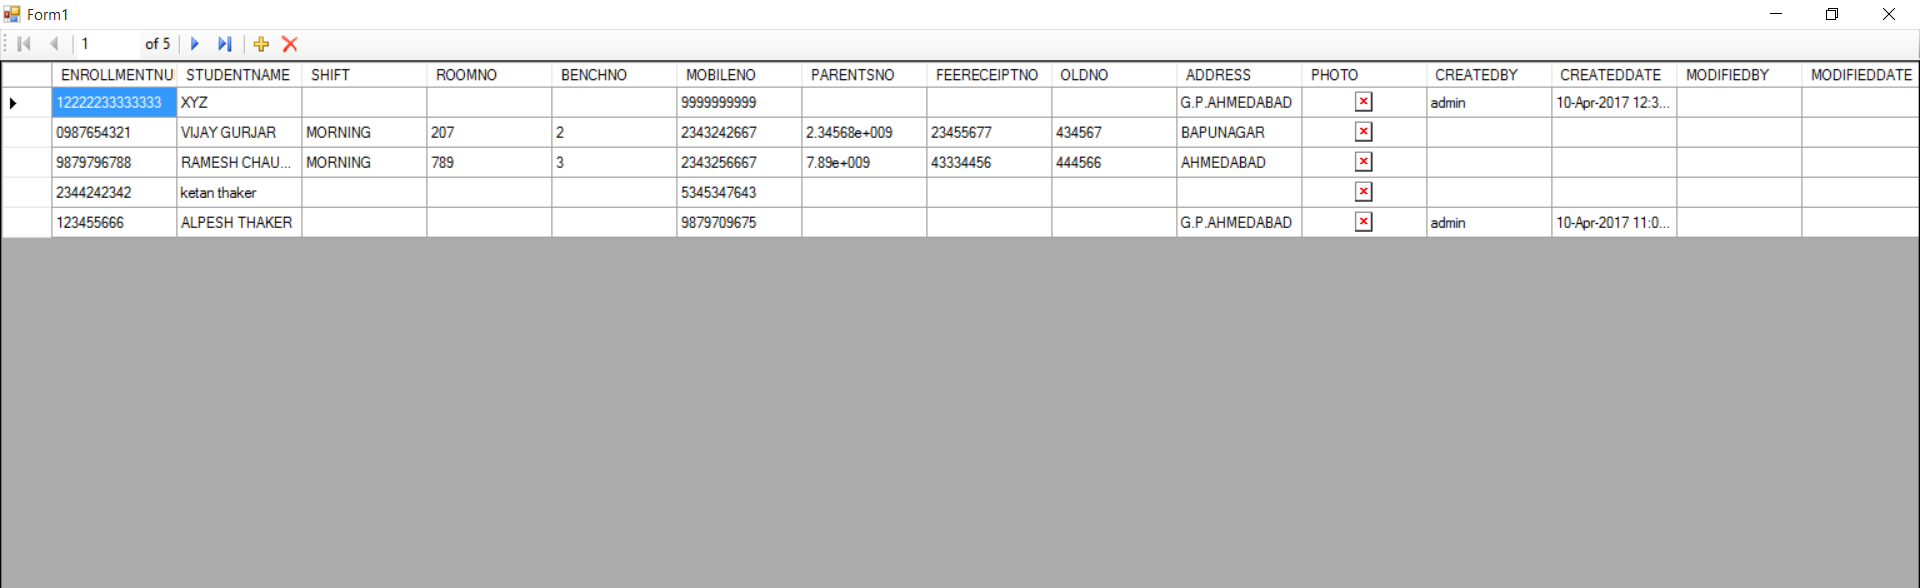 Form1
1 of 5
ENROLLMENTNU STUDENTNAME SHIFT ROOMNO BENCHNO MOBILENO PARENTSNO FEERECEIPTNO OLDNO ADDRESS PHOTO CREATEDBY CREATEDDATE MODIFIEDBY MODIFIEDDATE
12222233333333 XYZ 9999999999 G.P.AHMEDABAD admin 10-Apr-2017 12:3...
0987654321 VIJAY GURJAR MORNING 207 2 2343242667 2.34568e+009 23455677 434567 BAPUNAGAR
9879796788 RAMESH CHAU... MORNING 789 3 2343256667 7.89e+009 43334456 444566 AHMEDABAD
2344242342 ketan thaker 5345347643
123455666 ALPESH THAKER 9879709675 G.P.AHMEDABAD admin 10-Apr-2017 11:0...